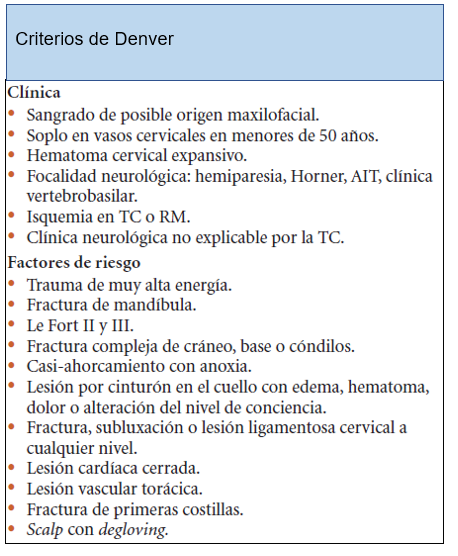 Criterios de Denver
Clínica
• Sangrado de posible origen maxilofacial.
• Soplo en vasos cervicales en menores de 50 años.
• Hematoma cervical expansivo.
• Focalidad neurológica: hemiparesia, Horner, AIT, clínica
vertebrobasilar.
• Isquemia en TC o RM.
• Clínica neurológica no explicable por la TC.
Factores de riesgo
• Trauma de muy alta energía.
• Fractura de mandíbula.
• Le Fort II y III.
• Fractura compleja de cráneo, base o cóndilos.
• Casi-ahorcamiento con anoxia.
• Lesión por cinturón en el cuello con edema, hematoma,
dolor o alteración del nivel de conciencia.
• Fractura, subluxación o lesión ligamentosa cervical a
cualquier nivel.
• Lesión cardíaca cerrada.
• Lesión vascular torácica.
• Fractura de primeras costillas.
• Scalp con degloving.